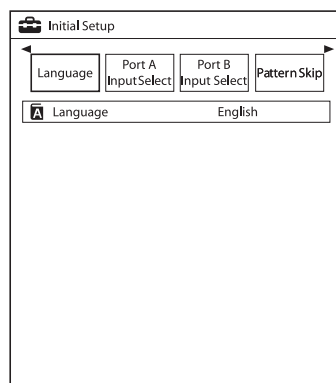 Initial Setup
Language
Port A
Input Select
Port B
Input Select
Pattern Skip
A Language English